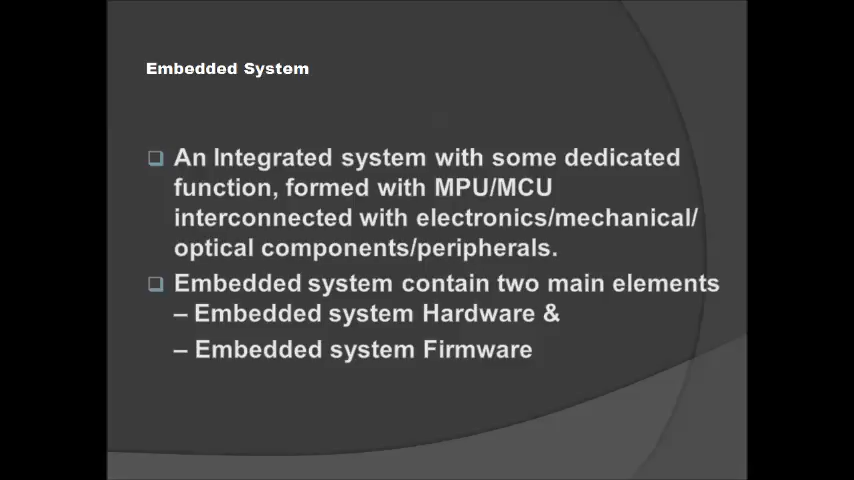 Embedded System
An Integrated system with some dedicated
function, formed with MPU/MCU
interconnected with electronics/mechanical/
optical components/peripherals.
Embedded system contain two main elements
– Embedded system Hardware &
– Embedded system Firmware